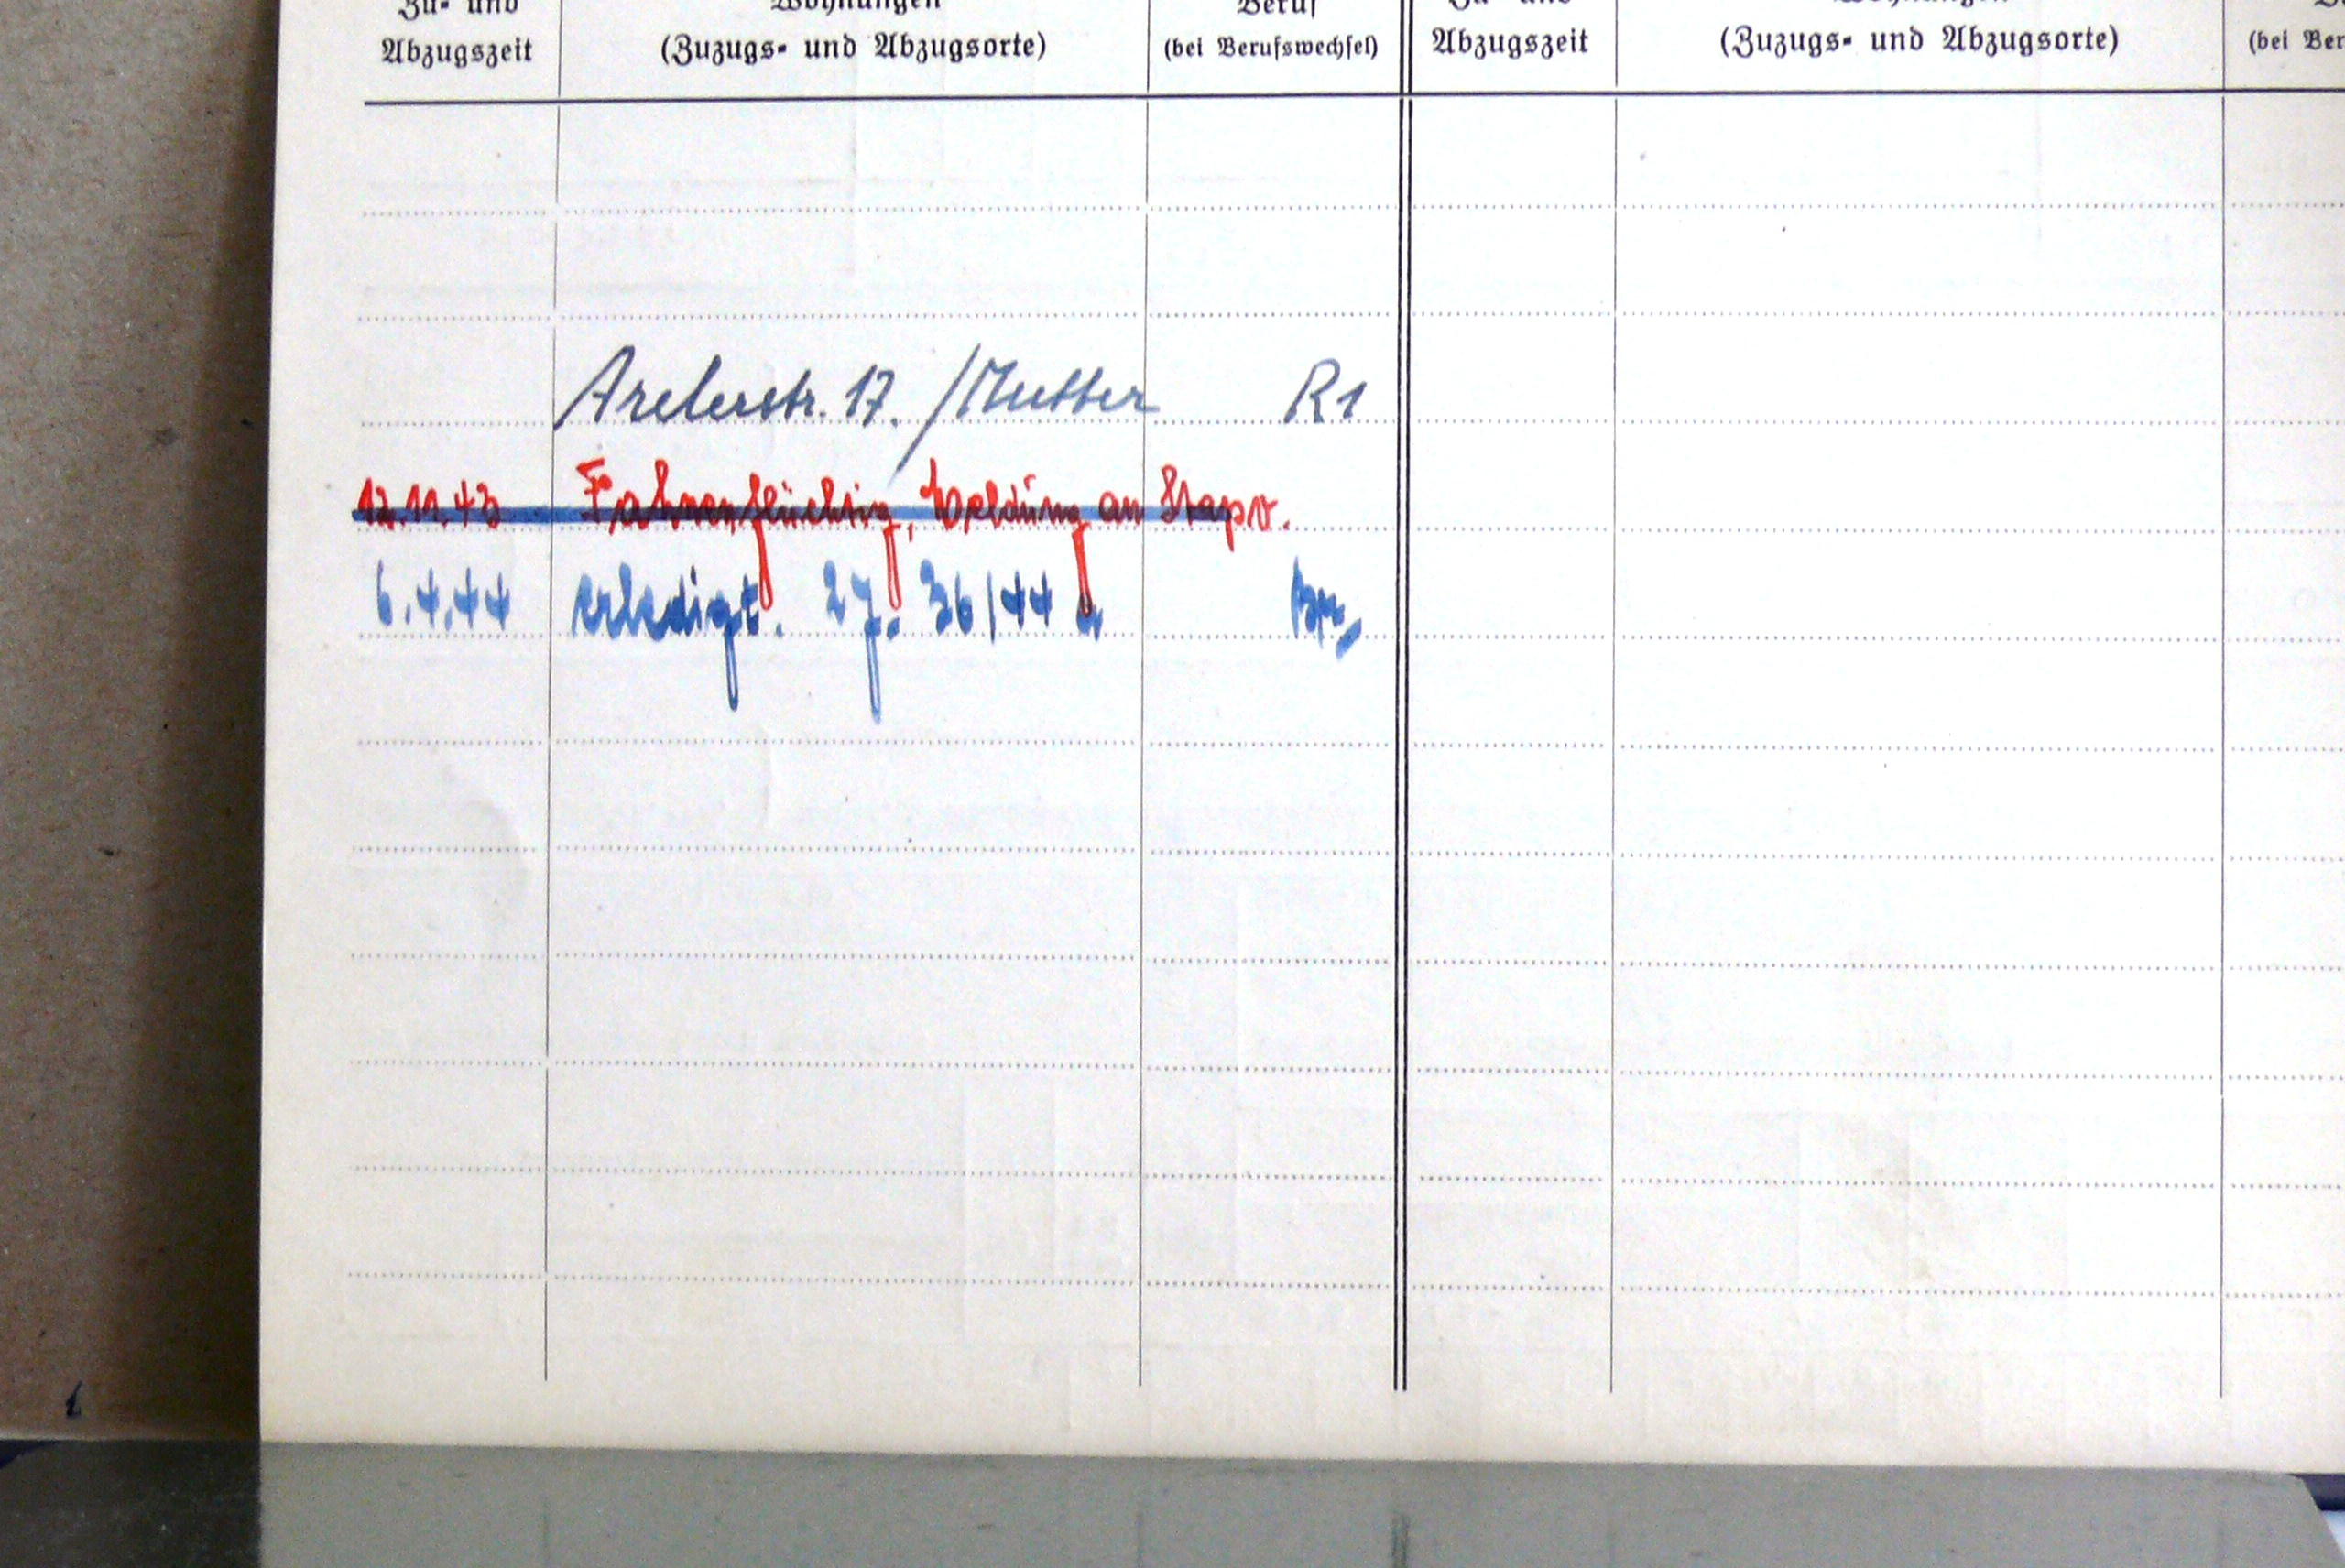 Zu- und Wohnungen Beruf Zu- und Wohnungen
Abzugszeit (Zuzugs- und Abzugsorte) (bei Berufswechsel) Abzugszeit (Zuzugs- und Abzugsorte) (bei Ber
Arelerstr. 17. /Mutter R1
12.11.43 Fahnenflüchtig, Meldung an Stapo.
6.4.44 erledigt. 36/44